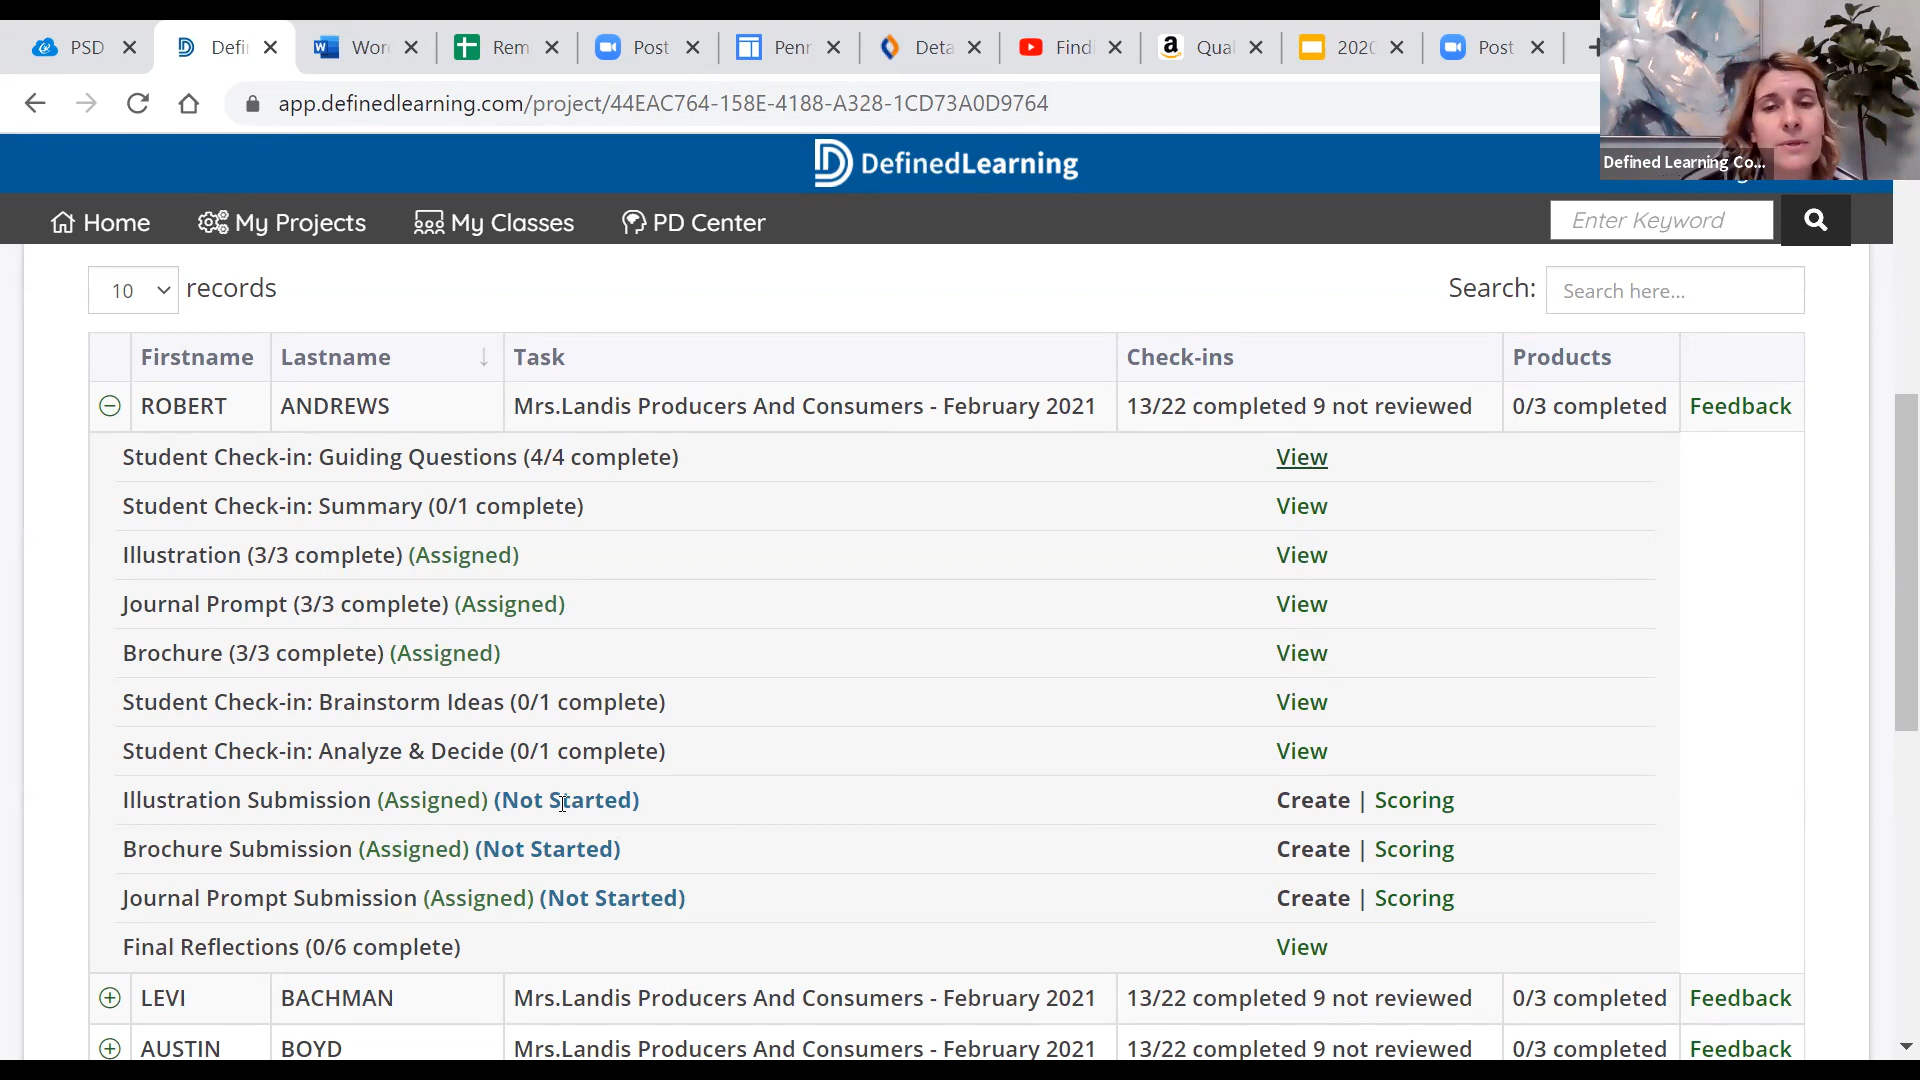 PSD
Defi
Wor
Rem
Post
Penn
Deta
Findi
Qual
2020
Post
app.definedlearning.com/project/44EAC764-158E-4188-A328-1CD73A0D9764
DefinedLearning
Defined Learning Co...
Home My Projects My Classes PD Center Enter Keyword
10 records Search: Search here...
Firstname Lastname Task Check-ins Products
ROBERT ANDREWS Mrs.Landis Producers And Consumers - February 2021 13/22 completed 9 not reviewed 0/3 completed Feedback
Student Check-in: Guiding Questions (4/4 complete) View
Student Check-in: Summary (0/1 complete) View
Illustration (3/3 complete) (Assigned) View
Journal Prompt (3/3 complete) (Assigned) View
Brochure (3/3 complete) (Assigned) View
Student Check-in: Brainstorm Ideas (0/1 complete) View
Student Check-in: Analyze & Decide (0/1 complete) View
Illustration Submission (Assigned) (Not Started) Create | Scoring
Brochure Submission (Assigned) (Not Started) Create | Scoring
Journal Prompt Submission (Assigned) (Not Started) Create | Scoring
Final Reflections (0/6 complete) View
LEVI BACHMAN Mrs.Landis Producers And Consumers - February 2021 13/22 completed 9 not reviewed 0/3 completed Feedback
AUSTIN BOYD Mrs.Landis Producers And Consumers - February 2021 13/22 completed 9 not reviewed 0/3 completed Feedback